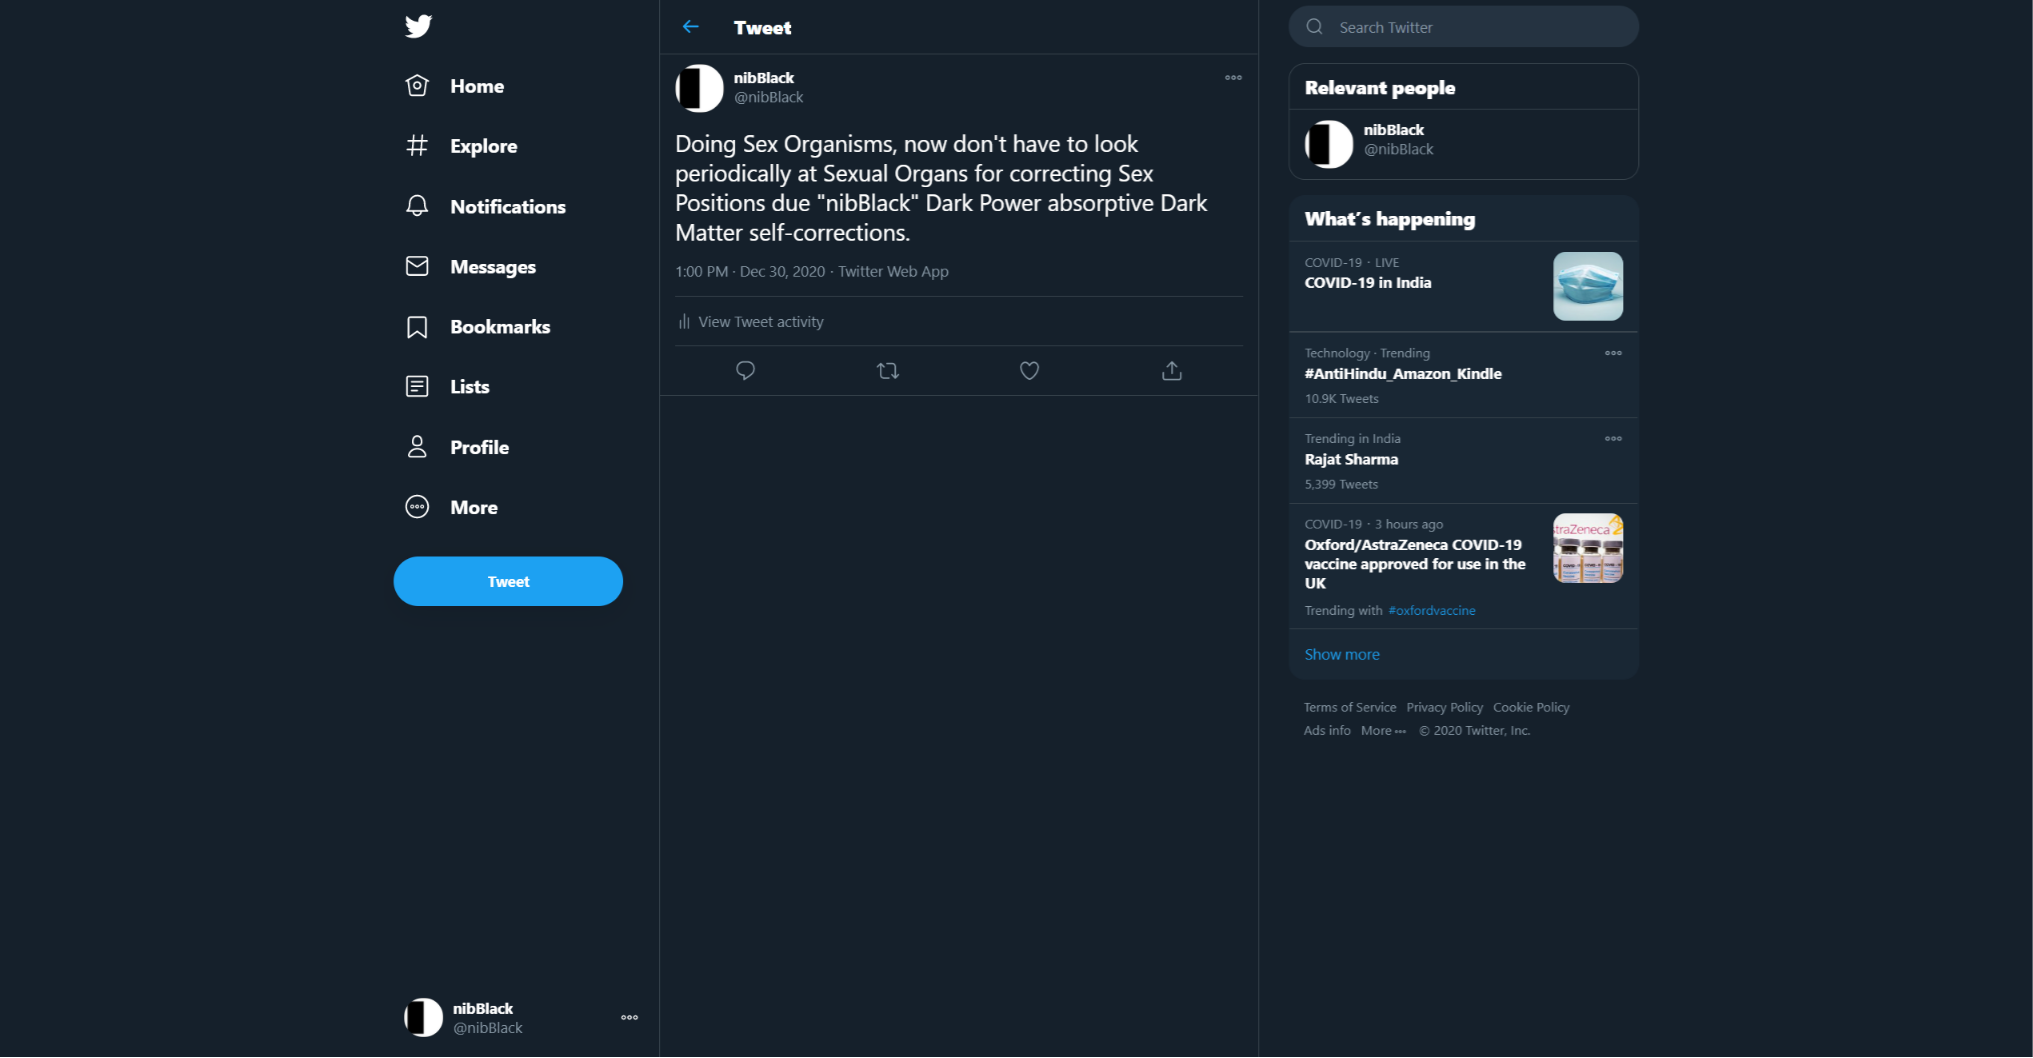 Home
Explore
Notifications
Messages
Bookmarks
Lists
Profile
More
Tweet
nibBlack
@nibBlack
Tweet
nibBlack
@nibBlack
Doing Sex Organisms, now don't have to look
periodically at Sexual Organs for correcting Sex
Positions due "nibBlack" Dark Power absorptive Dark
Matter self-corrections.
1:00 PM · Dec 30, 2020 · Twitter Web App
View Tweet activity
Search Twitter
Relevant people
nibBlack
@nibBlack
What's happening
COVID-19 · LIVE
COVID-19 in India
Technology · Trending
#AntiHindu_Amazon_Kindle
10.9K Tweets
Trending in India
Rajat Sharma
5,399 Tweets
COVID-19 · 3 hours ago
Oxford/AstraZeneca COVID-19
vaccine approved for use in the
UK
Trending with #oxfordvaccine
straZeneca
Show more
Terms of Service Privacy Policy Cookie Policy
Ads info More ··· © 2020 Twitter, Inc.